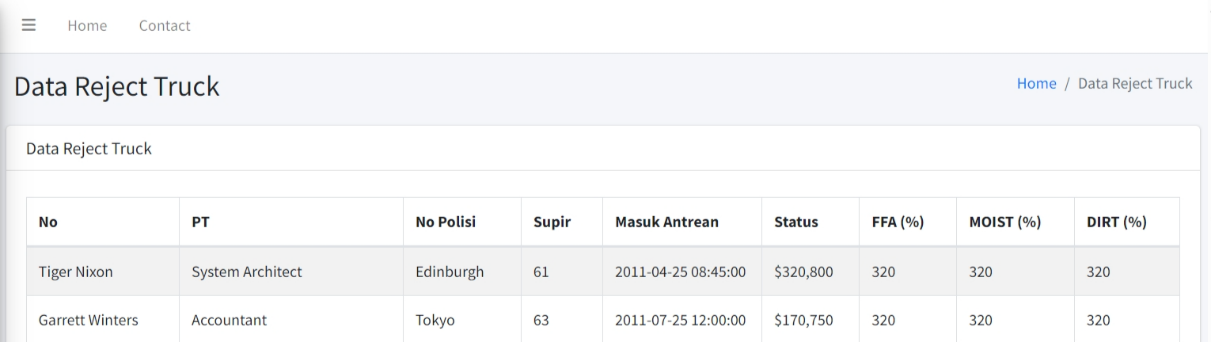 Home Contact
Data Reject Truck
Home / Data Reject Truck
Data Reject Truck
No PT No Polisi Supir Masuk Antrean Status FFA (%) MOIST (%) DIRT (%)
Tiger Nixon System Architect Edinburgh 61 2011-04-25 08:45:00 $320,800 320 320 320
Garrett Winters Accountant Tokyo 63 2011-07-25 12:00:00 $170,750 320 320 320